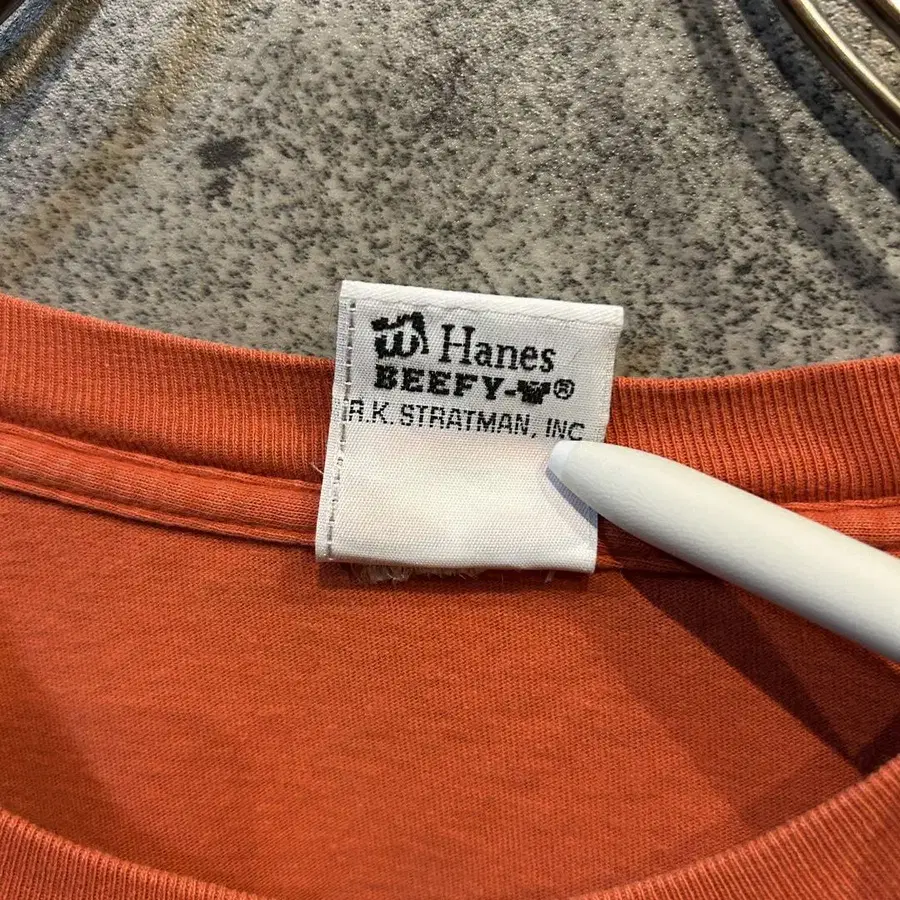 Hanes
BEEFY-T®
R.K. STRATMAN, INC